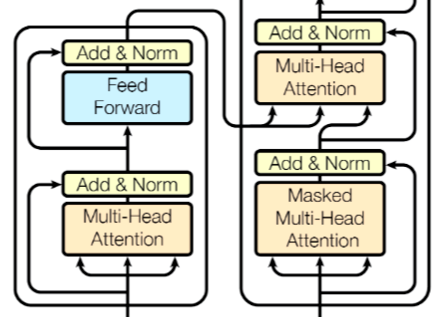 Add & Norm
Feed
Forward
Add & Norm
Multi-Head
Attention
Add & Norm
Multi-Head
Attention
Add & Norm
Masked
Multi-Head
Attention